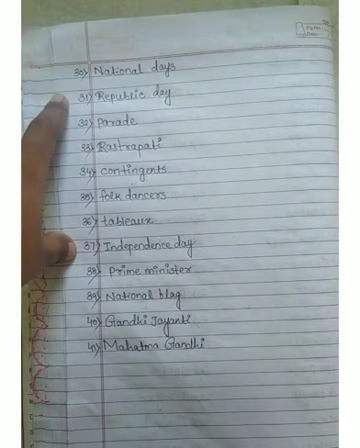 30) National days
31) Republic day
32) parade
33) Rastrapati
34) contingents
35) folk dancers
36) tableaux
37) Independence day
38) prime minister
39) National blag
40) Gandhi Jayanti
41) Mahatma Gandhi